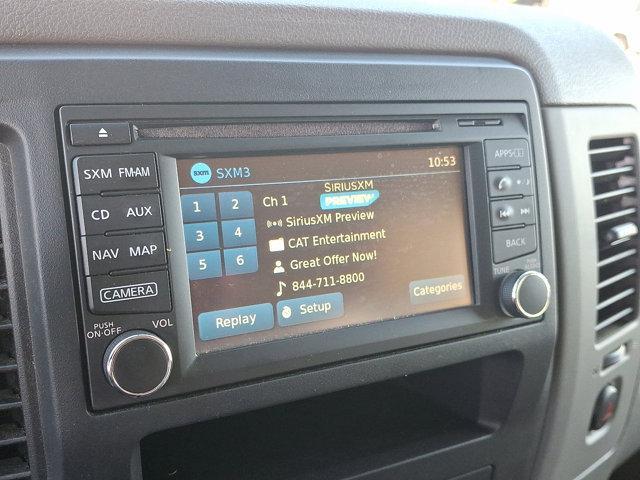 SXM FM·AM
CD AUX
NAV MAP
CAMERA
PUSH
ON·OFF
VOL
sxm SXM3
10:53
1 2
3 4
5 6
Ch 1
SIRIUSXM
PREVIEW
SiriusXM Preview
CAT Entertainment
Great Offer Now!
844-711-8800
Replay
Setup
Categories
APPS
BACK
TUNE